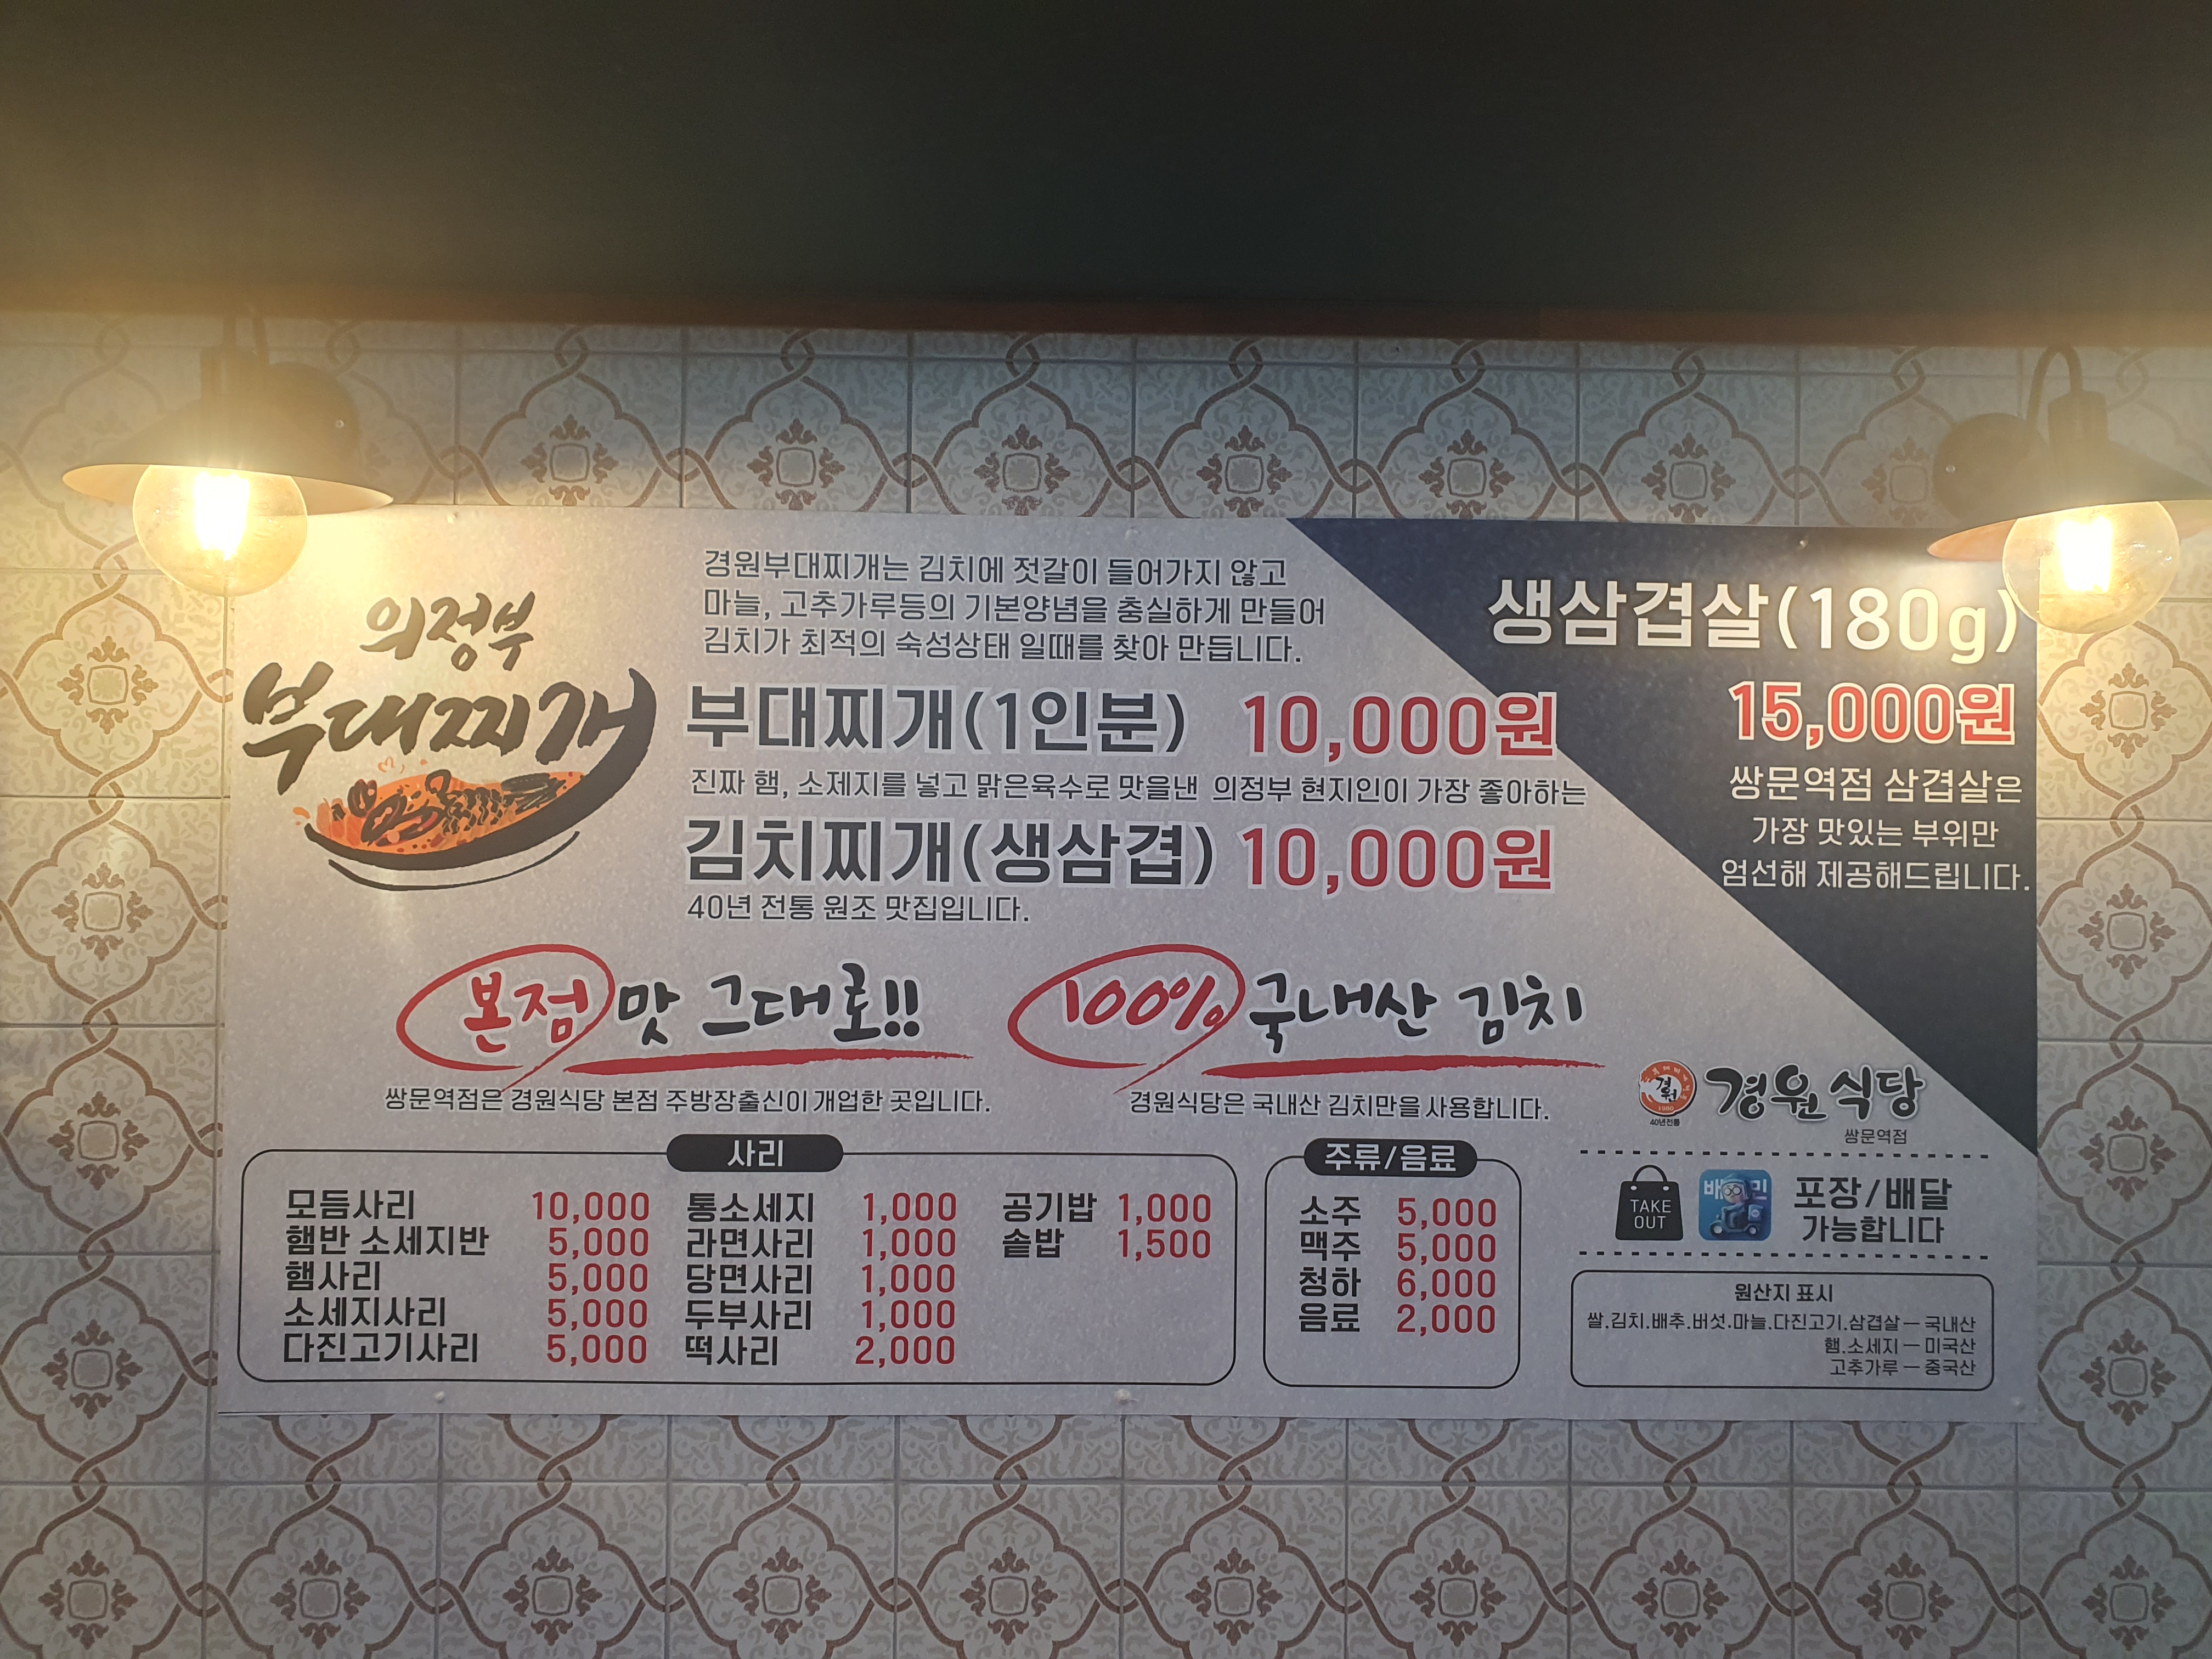 의정부
부대찌개
경원부대찌개는 김치에 젓갈이 들어가지 않고
마늘, 고추가루등의 기본양념을 충실하게 만들어
김치가 최적의 숙성상태 일때를 찾아 만듭니다.
부대찌개(1인분) 10,000원
진짜 햄, 소제지를 넣고 맑은육수로 맛을낸 의정부 현지인이 가장 좋아하는
김치찌개(생삼겹) 10,000원
40년 전통 원조 맛집입니다.
생삼겹살(180g)
15,000원
쌍문역점 삼겹살은
가장 맛있는 부위만
엄선해 제공해드립니다.
본점 맛 그대로!!
쌍문역점은 경원식당 본점 주방장출신이 개업한 곳입니다.
100% 국내산 김치
경원식당은 국내산 김치만을 사용합니다.
경원
1980
40년전통
경원식당
쌍문역점
사리
모듬사리 10,000
햄반 소세지반 5,000
햄사리 5,000
소세지사리 5,000
다진고기사리 5,000
통소세지 1,000
라면사리 1,000
당면사리 1,000
두부사리 1,000
떡사리 2,000
공기밥 1,000
솥밥 1,500
주류/음료
소주 5,000
맥주 5,000
청하 6,000
음료 2,000
TAKE
OUT
포장/배달
가능합니다
원산지 표시
쌀.김치.배추.버섯.마늘.다진고기.삼겹살 — 국내산
햄.소세지 — 미국산
고추가루 — 중국산